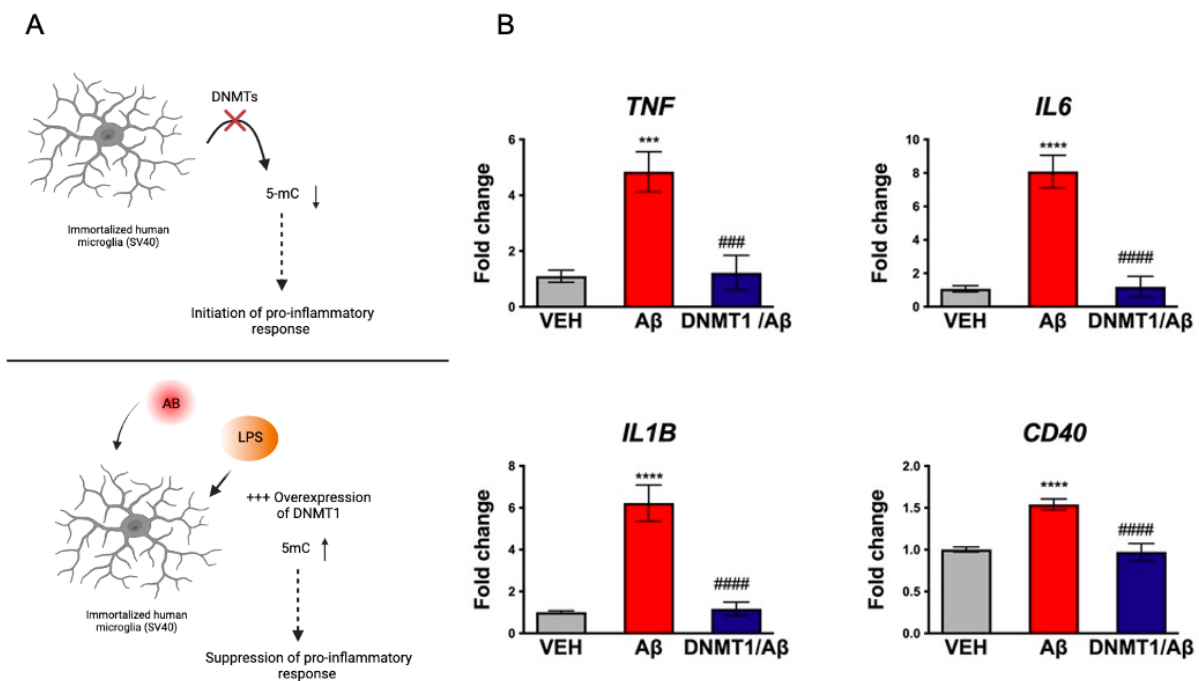 A
DNMTs
5-mC ↓
Immortalized human
microglia (SV40)
Initiation of pro-inflammatory
response
AB
LPS
+++ Overexpression
of DNMT1
5mC ↑
Immortalized human
microglia (SV40)
Suppression of pro-inflammatory
response
B
TNF
Fold change
6
4
2
0
***
###
VEH
Aβ
DNMT1 /Aβ
IL6
Fold change
10
8
6
4
2
0
****
####
VEH
Aβ
DNMT1/Aβ
IL1B
Fold change
8
6
4
2
0
****
####
VEH
Aβ
DNMT1/Aβ
CD40
Fold change
2.0
1.5
1.0
0.5
0.0
****
####
VEH
Aβ
DNMT1/Aβ